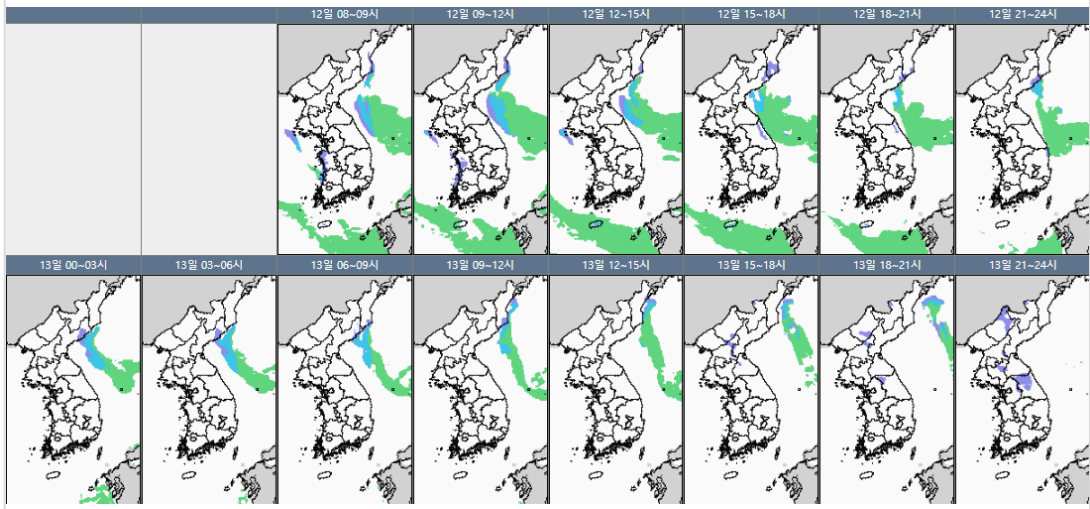 12일 08~09시
12일 09~12시
12일 12~15시
12일 15~18시
12일 18~21시
12일 21~24시
13일 00~03시
13일 03~06시
13일 06~09시
13일 09~12시
13일 12~15시
13일 15~18시
13일 18~21시
13일 21~24시